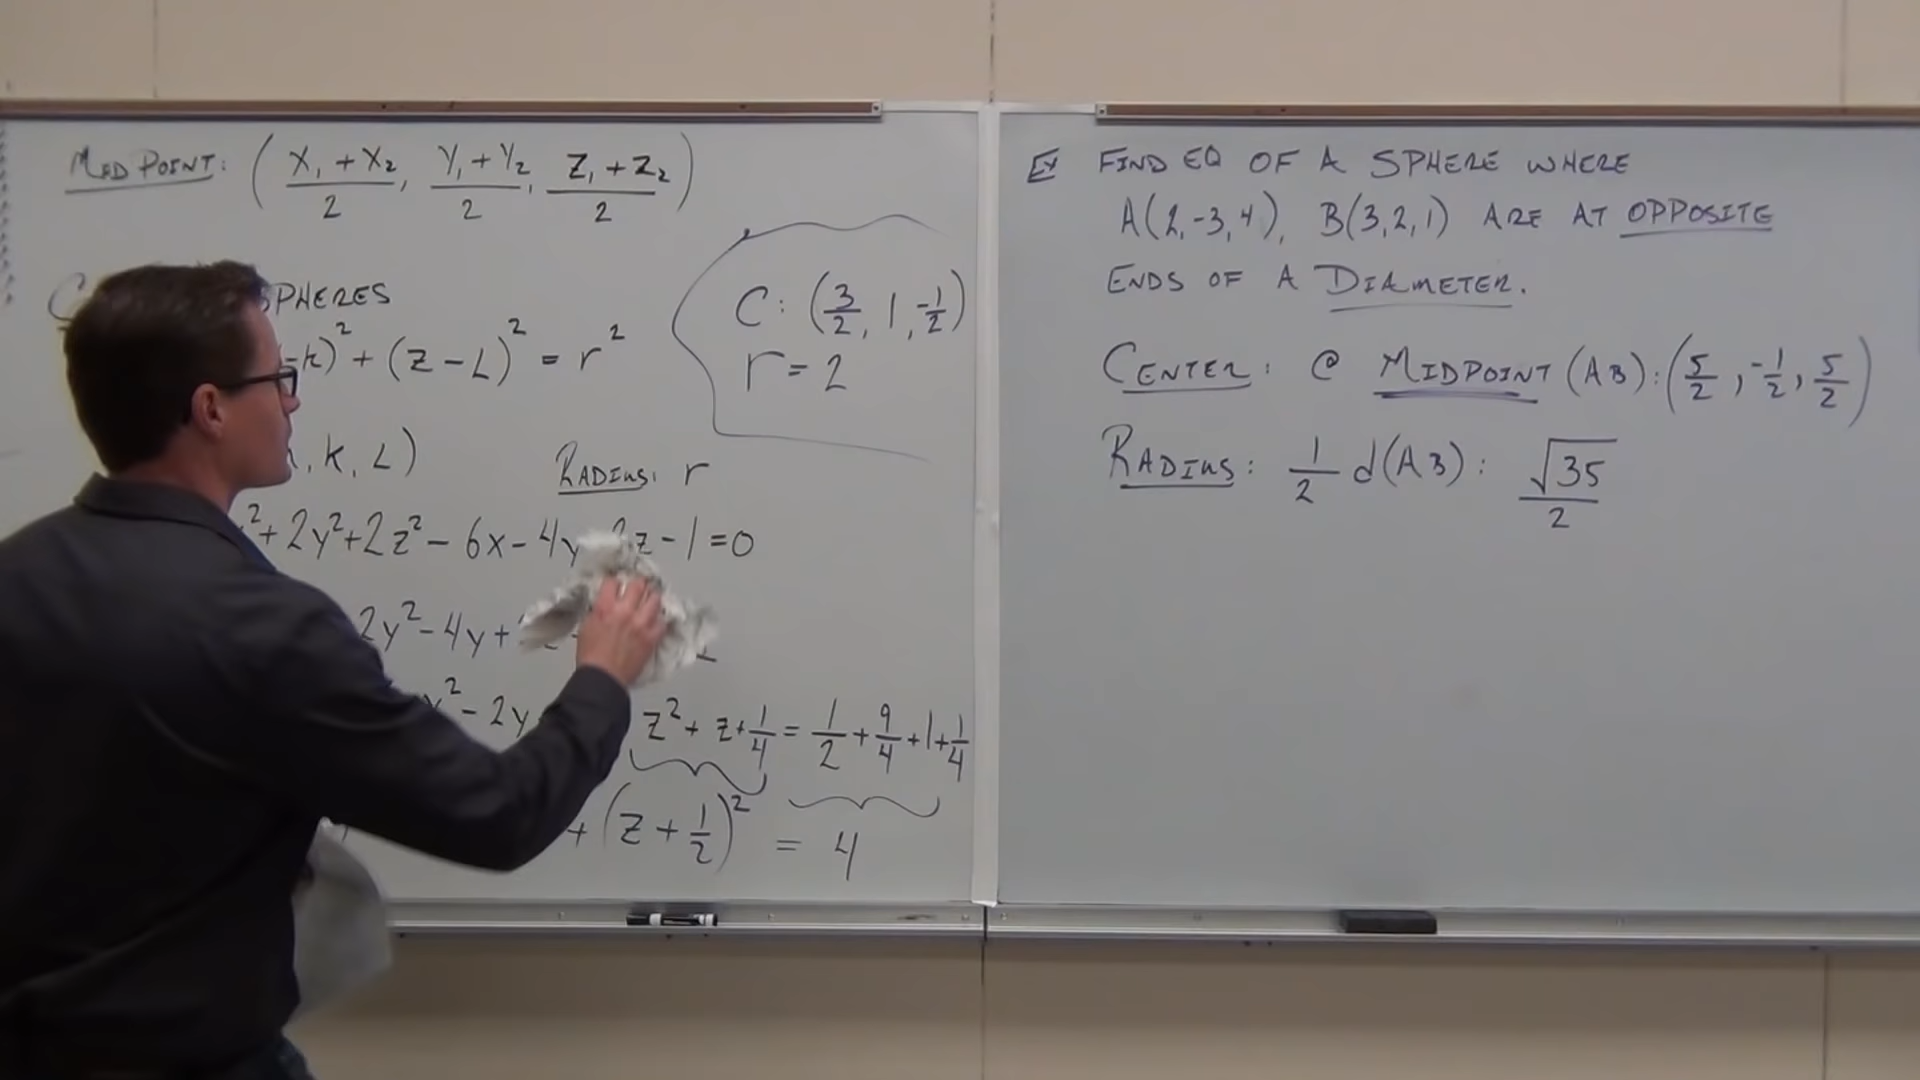 MIDPOINT: ( X₁ + X₂ / 2 , Y₁ + Y₂ / 2 , Z₁ + Z₂ / 2 )
SPHERES
-k)² + (z - L)² = r²
, k, L) RADIUS: r
² + 2y² + 2z² - 6x - 4y 2z - 1 = 0
2y² - 4y +
² - 2y z² + z + 1/4 = 1/2 + 9/4 + 1 + 1/4
+ (z + 1/2)² = 4
C: (3/2, 1, -1/2)
r = 2
EX FIND EQ OF A SPHERE WHERE
A(2,-3,4), B(3,2,1) ARE AT OPPOSITE
ENDS OF A DIAMETER.
CENTER: @ MIDPOINT (AB): (5/2, -1/2, 5/2)
RADIUS: 1/2 d(AB): √35/2